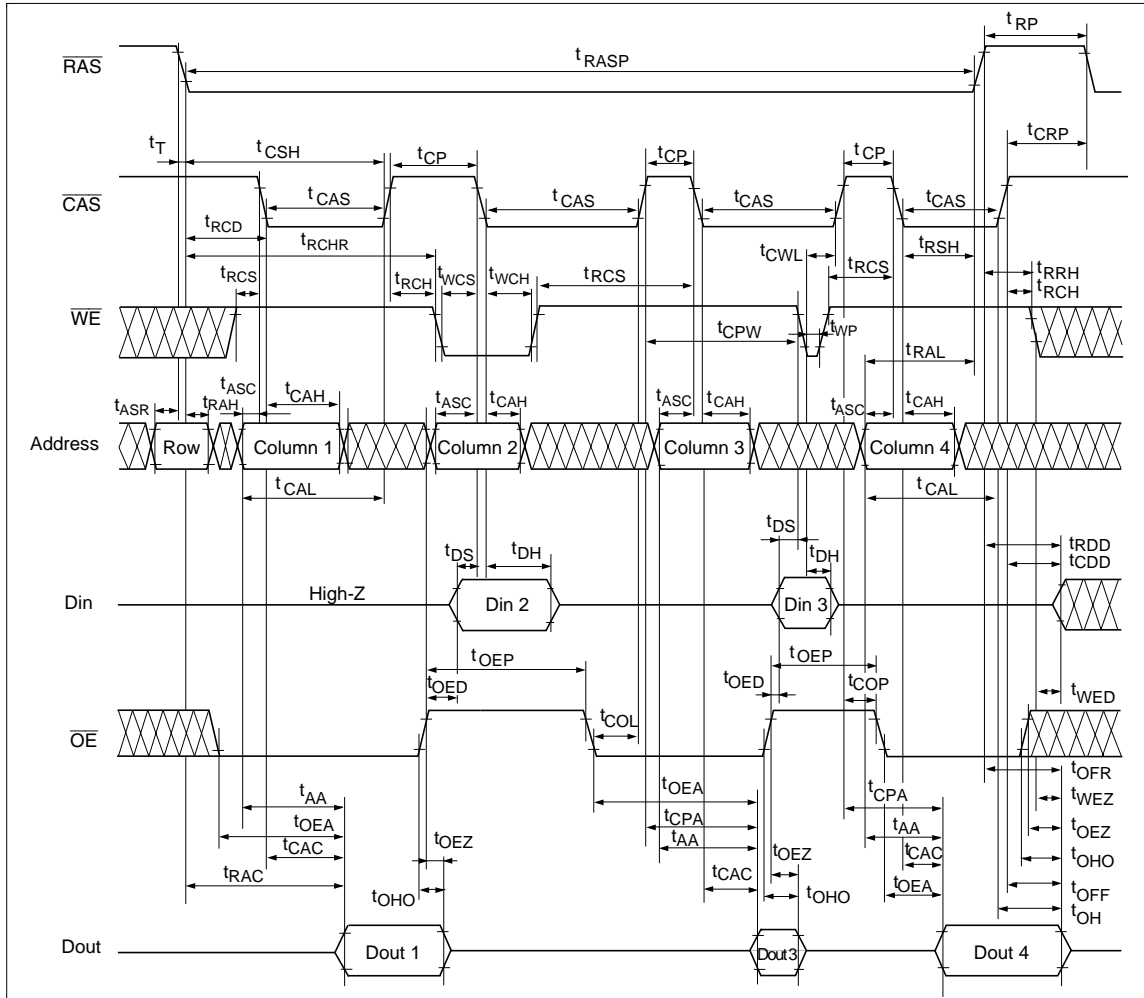 tRP
RAS
tRASP
tT
tCSH
tCP
tCP
tCP
tCRP
CAS
tCAS
tCAS
tCAS
tCAS
tRCD
tRCHR
tCWL
tRSH
tRCS
tRCH
tWCS
tWCH
tRCS
tRCS
tRRH
tRCH
WE
tCPW
tWP
tRAL
tASR
tRAH
tASC
tCAH
tASC
tCAH
tASC
tCAH
tASC
tCAH
Address
Row
Column 1
Column 2
Column 3
Column 4
tCAL
tCAL
tDS
tDH
tDS
tDH
tRDD
tCDD
Din
High-Z
Din 2
Din 3
tOEP
tOEP
tOED
tOED
tCOP
tWED
OE
tCOL
tOFR
tAA
tOEA
tCPA
tWEZ
tOEA
tCPA
tAA
tOEZ
tCAC
tOEZ
tAA
tOEZ
tCAC
tOHO
tRAC
tOHO
tCAC
tOHO
tOEA
tOFF
tOH
Dout
Dout 1
Dout 3
Dout 4